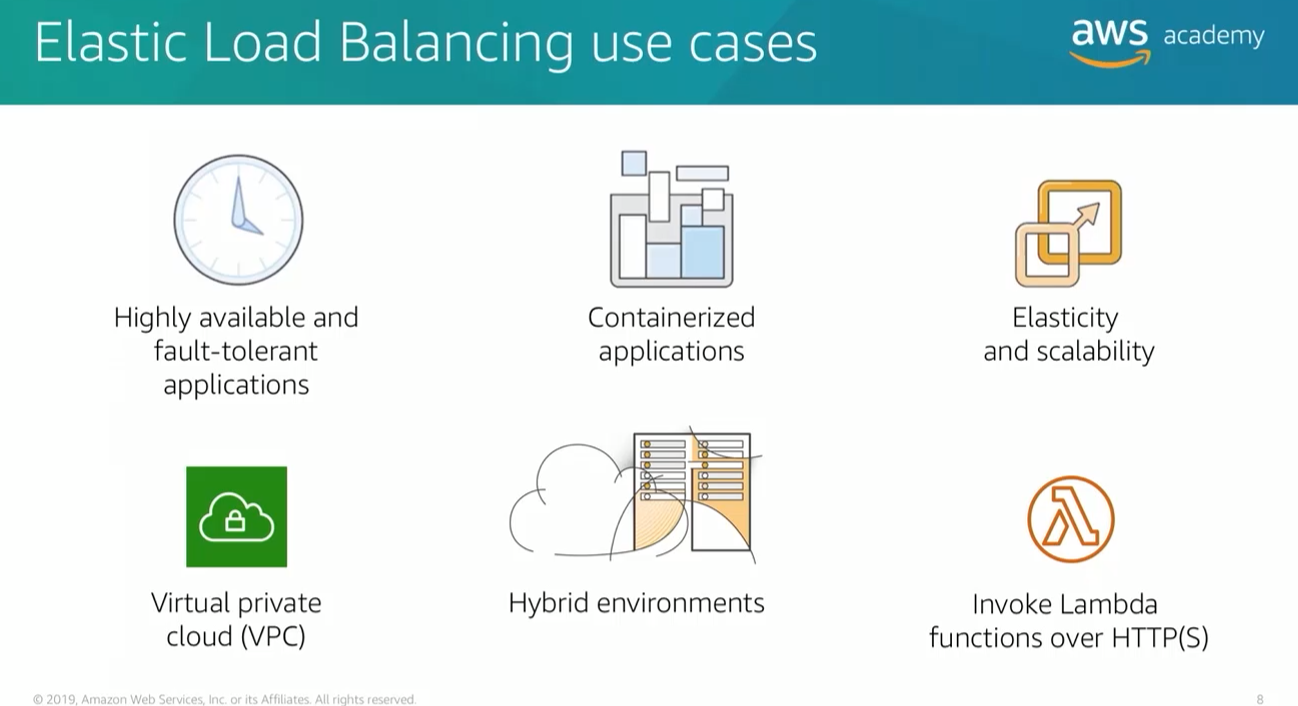 Elastic Load Balancing use cases
aws academy
Highly available and
fault-tolerant
applications
Containerized
applications
Elasticity
and scalability
Virtual private
cloud (VPC)
Hybrid environments
Invoke Lambda
functions over HTTP(S)
© 2019, Amazon Web Services, Inc. or its Affiliates. All rights reserved.
8